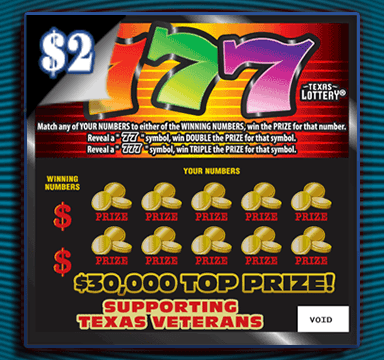 $2
777
TEXAS
LOTTERY®
Match any of YOUR NUMBERS to either of the WINNING NUMBERS, win the PRIZE for that number.
Reveal a "77" symbol, win DOUBLE the PRIZE for that symbol.
Reveal a "777" symbol, win TRIPLE the PRIZE for that symbol.
WINNING
NUMBERS
YOUR NUMBERS
$
PRIZE PRIZE PRIZE PRIZE PRIZE
$
PRIZE PRIZE PRIZE PRIZE PRIZE
$30,000 TOP PRIZE!
SUPPORTING
TEXAS VETERANS
VOID